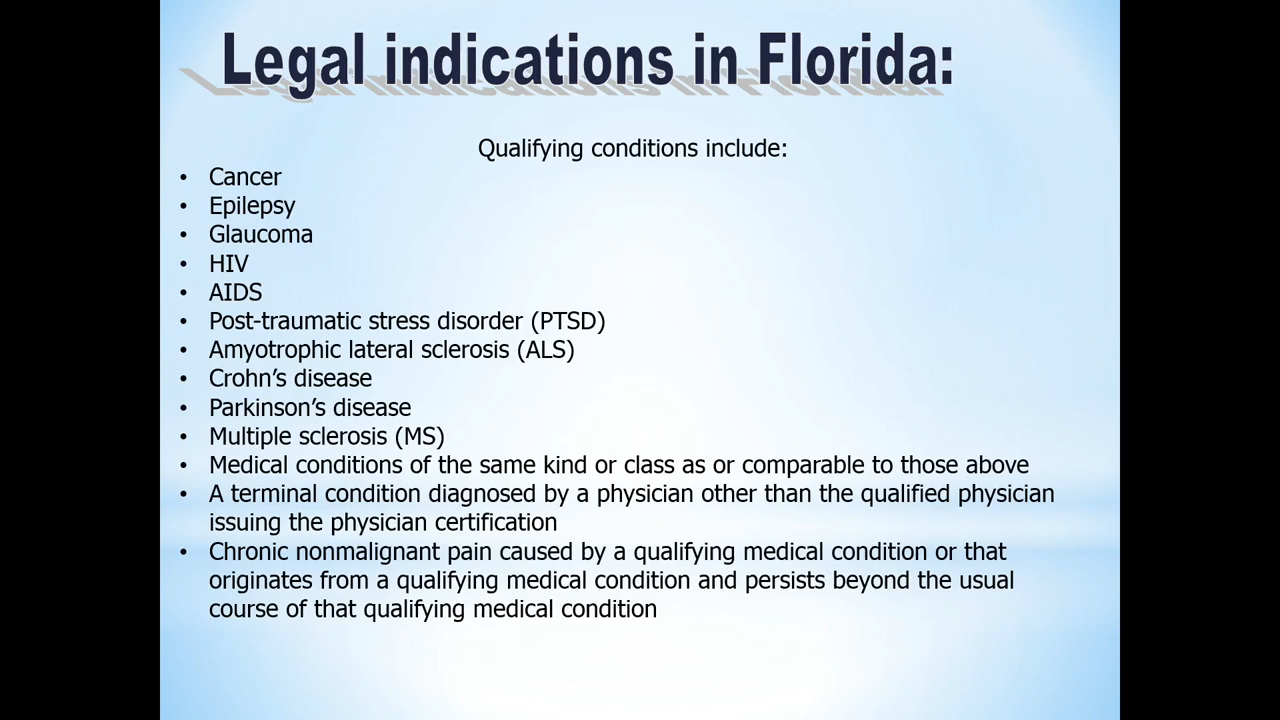 Legal indications in Florida:
Qualifying conditions include:
• Cancer
• Epilepsy
• Glaucoma
• HIV
• AIDS
• Post-traumatic stress disorder (PTSD)
• Amyotrophic lateral sclerosis (ALS)
• Crohn’s disease
• Parkinson’s disease
• Multiple sclerosis (MS)
• Medical conditions of the same kind or class as or comparable to those above
• A terminal condition diagnosed by a physician other than the qualified physician
issuing the physician certification
• Chronic nonmalignant pain caused by a qualifying medical condition or that
originates from a qualifying medical condition and persists beyond the usual
course of that qualifying medical condition